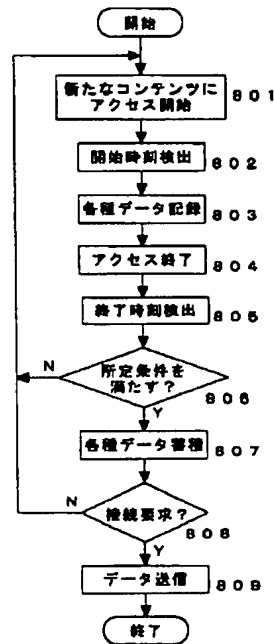 開始
新たなコンテンツに
アクセス開始
801
開始時刻検出
802
各種データ記録
803
アクセス終了
804
終了時刻検出
805
所定条件を
満たす?
N
806
Y
各種データ蓄種
807
接続要求?
N
808
Y
データ送信
809
終了